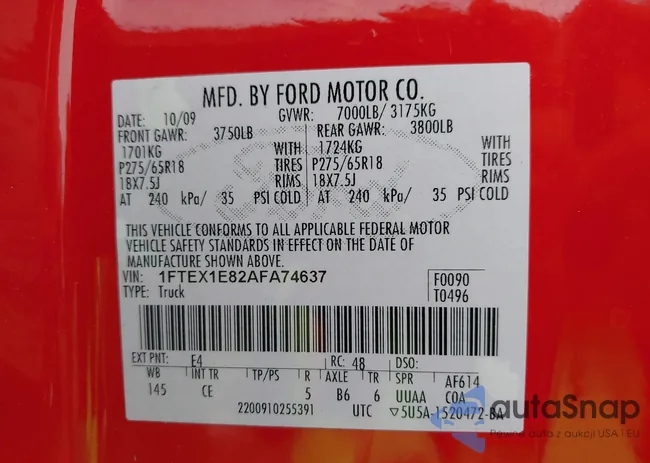 MFD. BY FORD MOTOR CO.
DATE: 10/09 GVWR: 7000LB/ 3175KG
FRONT GAWR: 3750LB REAR GAWR: 3800LB
1701KG WITH 1724KG WITH
P275/65R18 TIRES P275/65R18 TIRES
18X7.5J RIMS 18X7.5J RIMS
AT 240 kPa/ 35 PSI COLD AT 240 kPa/ 35 PSI COLD
THIS VEHICLE CONFORMS TO ALL APPLICABLE FEDERAL MOTOR
VEHICLE SAFETY STANDARDS IN EFFECT ON THE DATE OF
MANUFACTURE SHOWN ABOVE.
VIN: 1FTEX1E82AFA74637 F0090
TYPE: Truck T0496
EXT PNT: E4 RC: 48 DSO:
WB INT TR TP/PS R AXLE TR SPR AF614
145 CE 5 B6 6 UUAA COA
2200910255391 UTC ▽5U5A-1520472-BA
autaSnap
Pewne auta z aukcji USA i EU